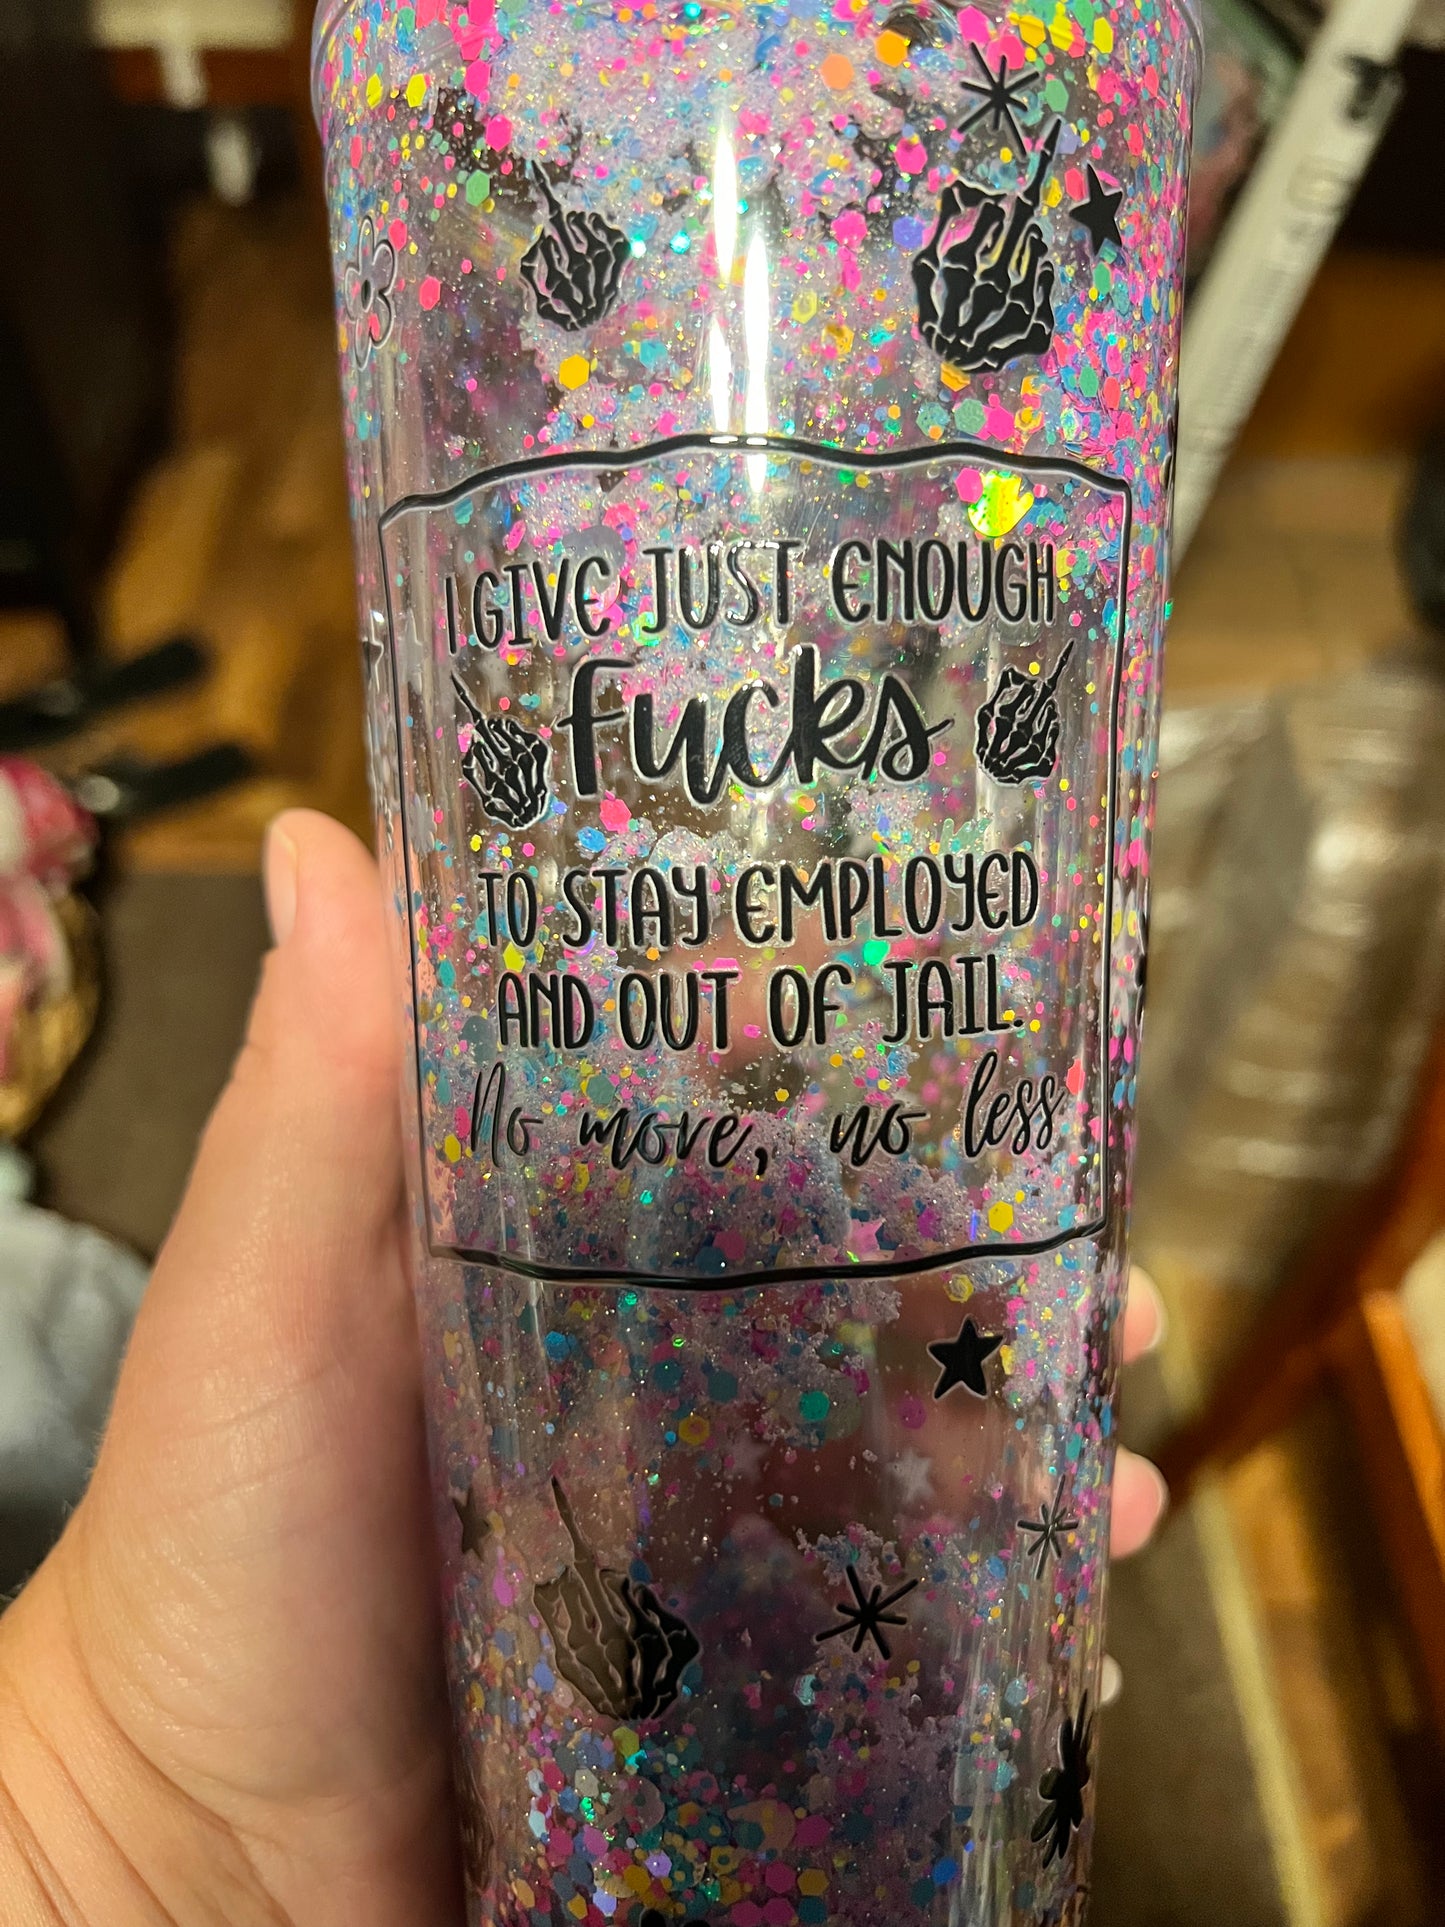 I GIVE JUST ENOUGH
Fucks
TO STAY EMPLOYED
AND OUT OF JAIL.
No more, no less